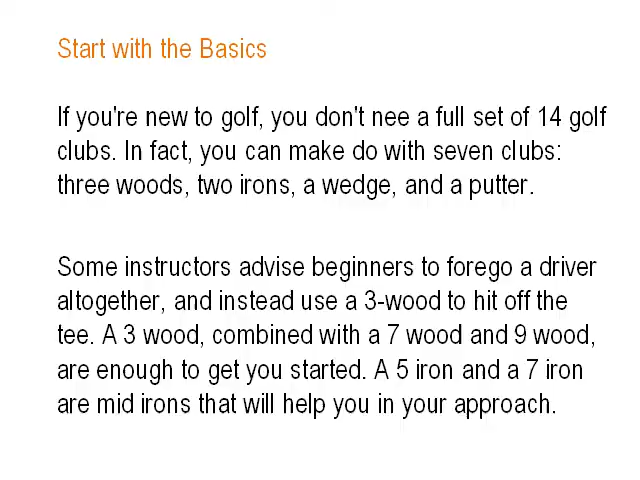 Start with the Basics
If you're new to golf, you don't nee a full set of 14 golf
clubs. In fact, you can make do with seven clubs:
three woods, two irons, a wedge, and a putter.
Some instructors advise beginners to forego a driver
altogether, and instead use a 3-wood to hit off the
tee. A 3 wood, combined with a 7 wood and 9 wood,
are enough to get you started. A 5 iron and a 7 iron
are mid irons that will help you in your approach.